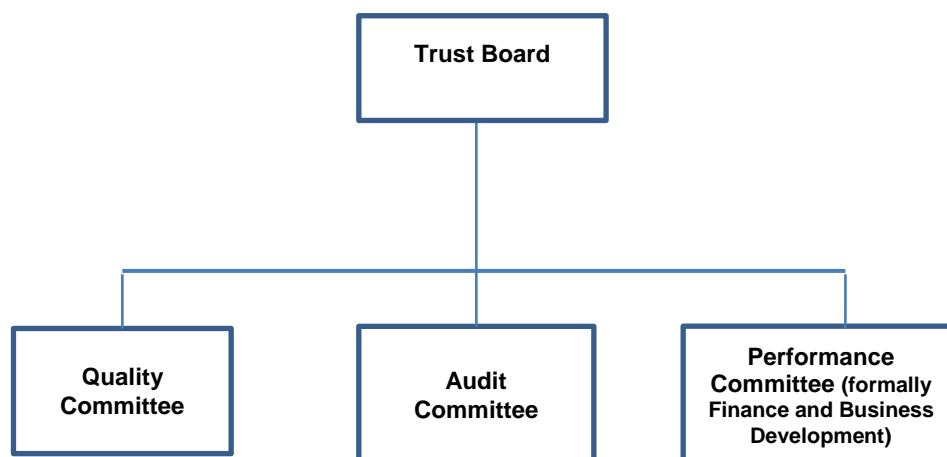 Trust Board
Quality
Committee
Audit
Committee
Performance
Committee (formally
Finance and Business
Development)